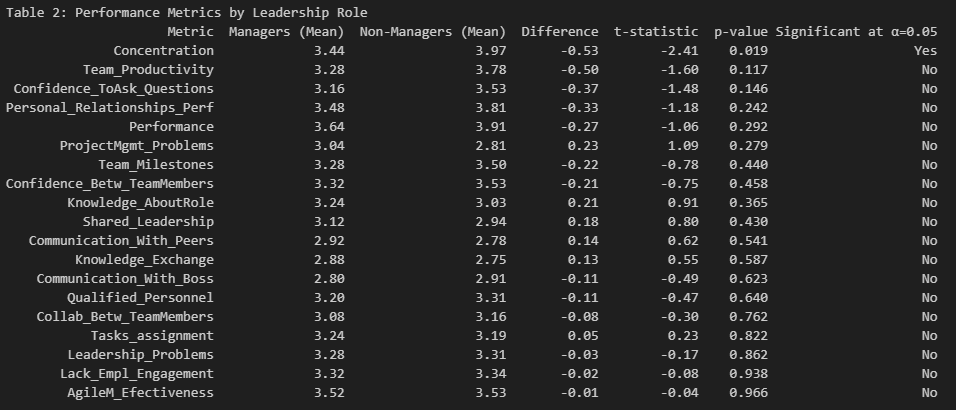 Table 2: Performance Metrics by Leadership Role
Metric Managers (Mean) Non-Managers (Mean) Difference t-statistic p-value Significant at α=0.05
Concentration 3.44 3.97 -0.53 -2.41 0.019 Yes
Team_Productivity 3.28 3.78 -0.50 -1.60 0.117 No
Confidence_ToAsk_Questions 3.16 3.53 -0.37 -1.48 0.146 No
Personal_Relationships_Perf 3.48 3.81 -0.33 -1.18 0.242 No
Performance 3.64 3.91 -0.27 -1.06 0.292 No
ProjectMgmt_Problems 3.04 2.81 0.23 1.09 0.279 No
Team_Milestones 3.28 3.50 -0.22 -0.78 0.440 No
Confidence_Betw_TeamMembers 3.32 3.53 -0.21 -0.75 0.458 No
Knowledge_AboutRole 3.24 3.03 0.21 0.91 0.365 No
Shared_Leadership 3.12 2.94 0.18 0.80 0.430 No
Communication_With_Peers 2.92 2.78 0.14 0.62 0.541 No
Knowledge_Exchange 2.88 2.75 0.13 0.55 0.587 No
Communication_With_Boss 2.80 2.91 -0.11 -0.49 0.623 No
Qualified_Personnel 3.20 3.31 -0.11 -0.47 0.640 No
Collab_Betw_TeamMembers 3.08 3.16 -0.08 -0.30 0.762 No
Tasks_assignment 3.24 3.19 0.05 0.23 0.822 No
Leadership_Problems 3.28 3.31 -0.03 -0.17 0.862 No
Lack_Empl_Engagement 3.32 3.34 -0.02 -0.08 0.938 No
AgileM_Efectiveness 3.52 3.53 -0.01 -0.04 0.966 No